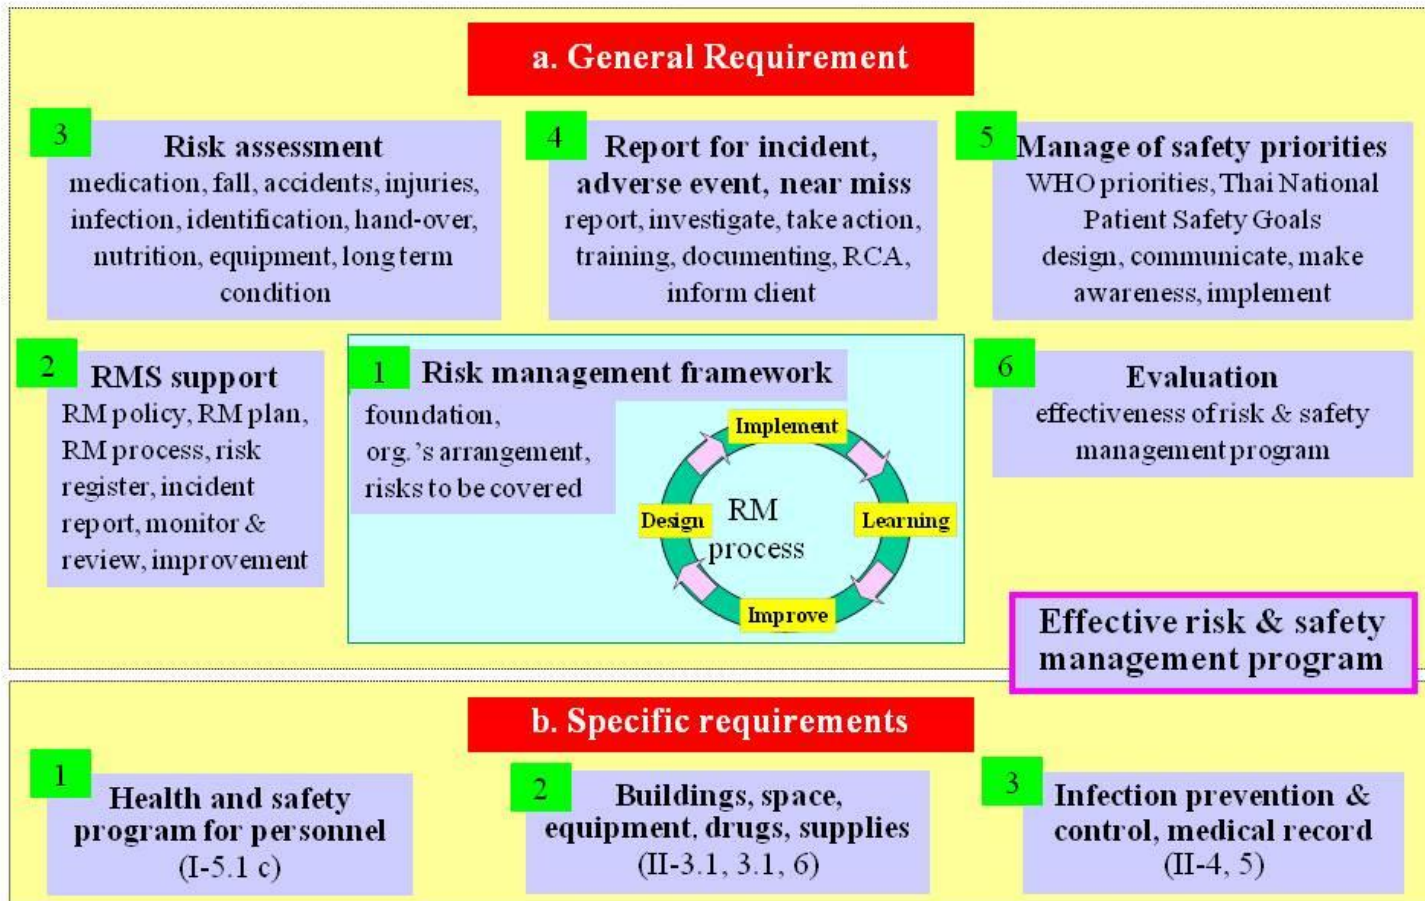 a. General Requirement
3
Risk assessment
medication, fall, accidents, injuries,
infection, identification, hand-over,
nutrition, equipment, long term
condition
4
Report for incident,
adverse event, near miss
report, investigate, take action,
training, documenting, RCA,
inform client
5
Manage of safety priorities
WHO priorities, Thai National
Patient Safety Goals
design, communicate, make
awareness, implement
2
RMS support
RM policy, RM plan,
RM process, risk
register, incident
report, monitor &
review, improvement
1
Risk management framework
foundation,
org.'s arrangement,
risks to be covered
Implement
Design
RM
process
Learning
Improve
6
Evaluation
effectiveness of risk & safety
management program
Effective risk & safety
management program
b. Specific requirements
1
Health and safety
program for personnel
(I-5.1 c)
2
Buildings, space,
equipment, drugs, supplies
(II-3.1, 3.1, 6)
3
Infection prevention &
control, medical record
(II-4, 5)